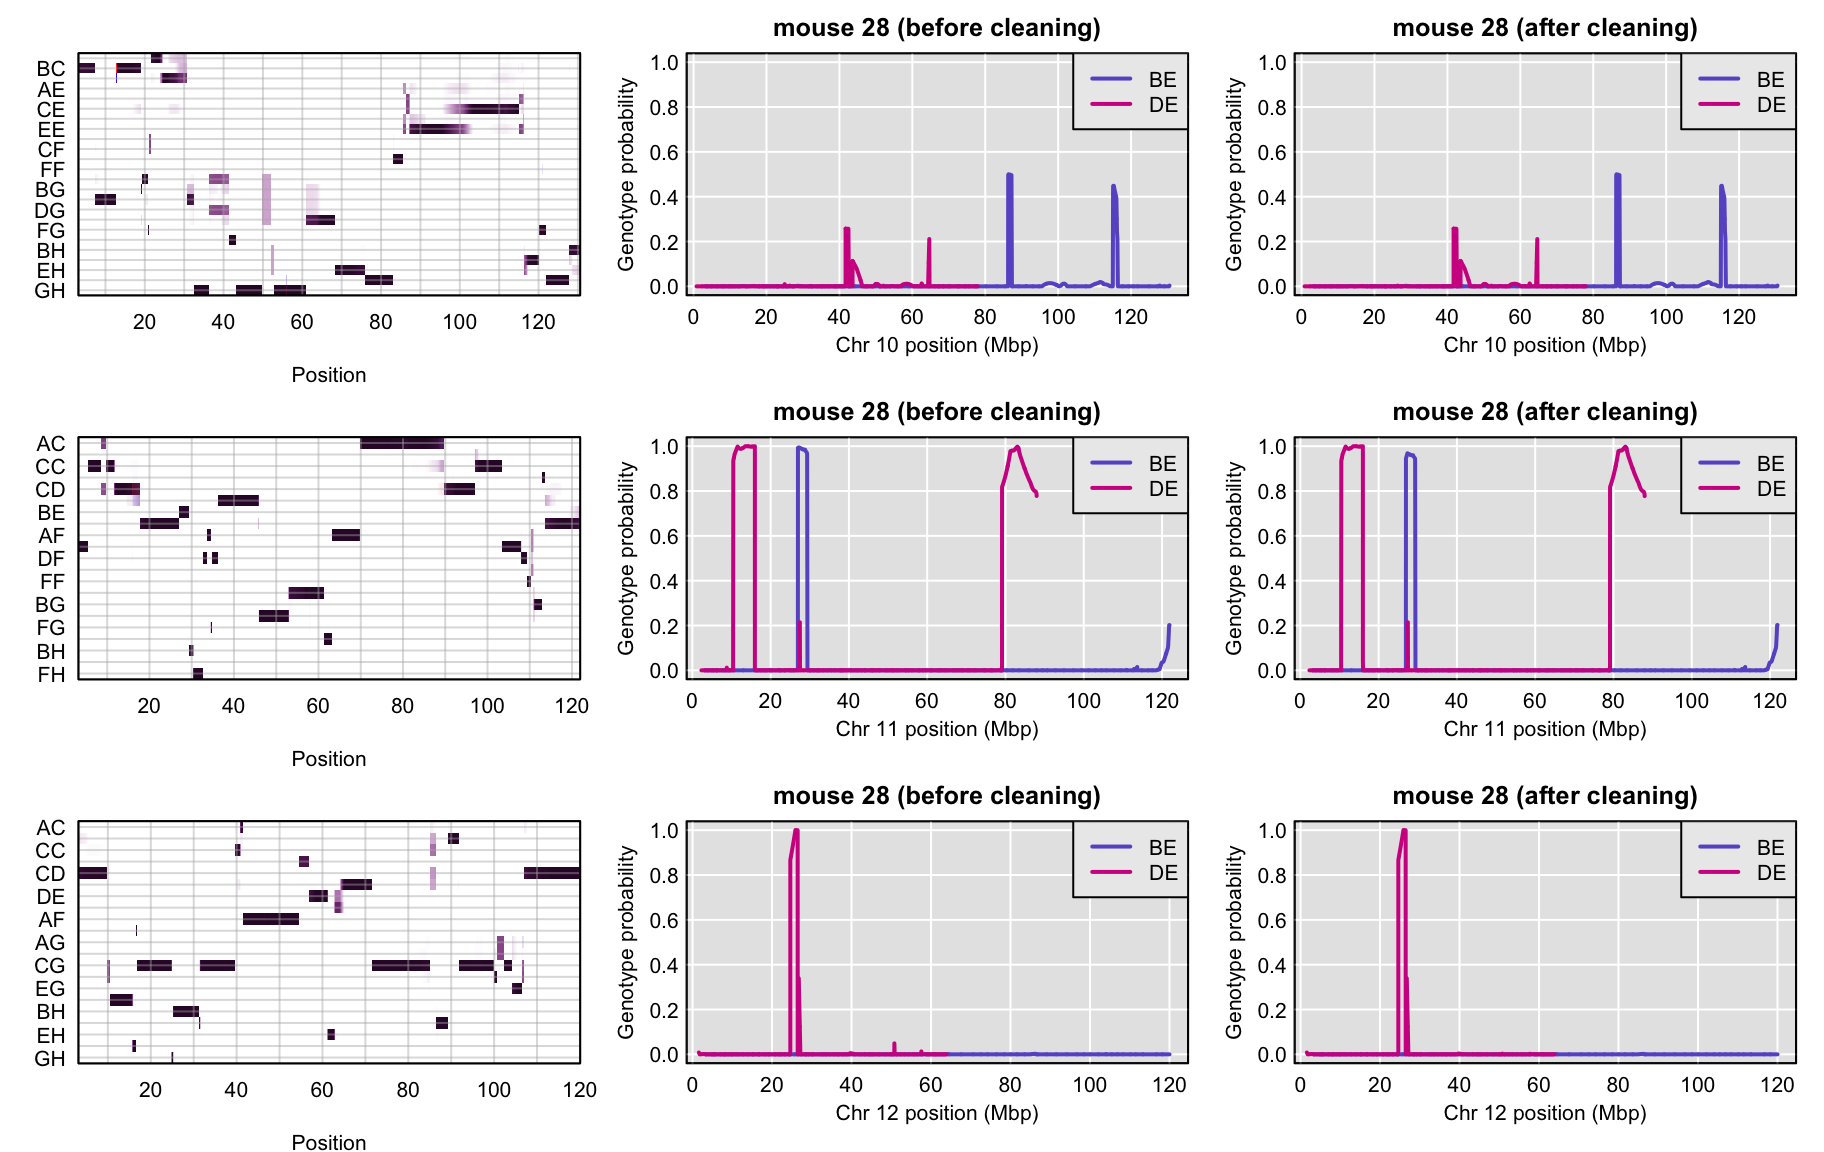 mouse 28 (before cleaning)
mouse 28 (after cleaning)
BC
AE
CE
EE
CF
FF
BG
DG
FG
BH
EH
GH
20 40 60 80 100 120
Position
Genotype probability
1.0
0.8
0.6
0.4
0.2
0.0
BE
DE
0 20 40 60 80 100 120
Chr 10 position (Mbp)
Genotype probability
1.0
0.8
0.6
0.4
0.2
0.0
BE
DE
0 20 40 60 80 100 120
Chr 10 position (Mbp)
mouse 28 (before cleaning)
mouse 28 (after cleaning)
AC
CC
CD
BE
AF
DF
FF
BG
FG
BH
FH
20 40 60 80 100 120
Position
Genotype probability
1.0
0.8
0.6
0.4
0.2
0.0
BE
DE
0 20 40 60 80 100 120
Chr 11 position (Mbp)
Genotype probability
1.0
0.8
0.6
0.4
0.2
0.0
BE
DE
0 20 40 60 80 100 120
Chr 11 position (Mbp)
mouse 28 (before cleaning)
mouse 28 (after cleaning)
AC
CC
CD
DE
AF
AG
CG
EG
BH
EH
GH
20 40 60 80 100 120
Position
Genotype probability
1.0
0.8
0.6
0.4
0.2
0.0
BE
DE
0 20 40 60 80 100 120
Chr 12 position (Mbp)
Genotype probability
1.0
0.8
0.6
0.4
0.2
0.0
BE
DE
0 20 40 60 80 100 120
Chr 12 position (Mbp)